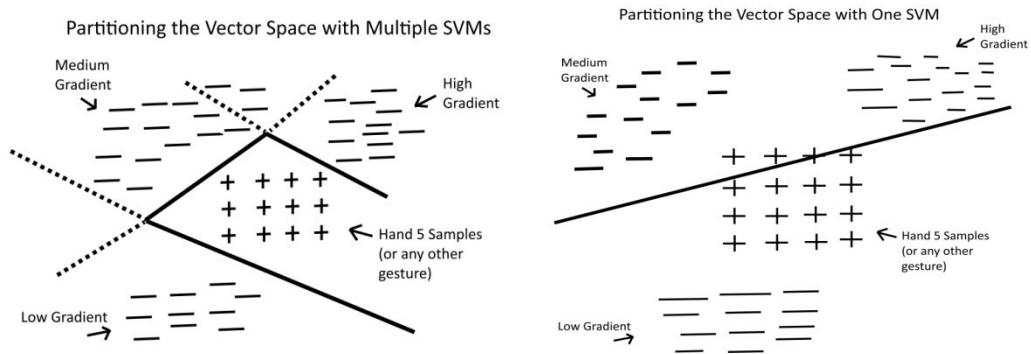 Partitioning the Vector Space with Multiple SVMs
Medium
Gradient
High
Gradient
Hand 5 Samples
(or any other
gesture)
Low Gradient
Partitioning the Vector Space with One SVM
High
Gradient
Medium
Gradient
Hand 5 Samples
(or any other
gesture)
Low Gradient